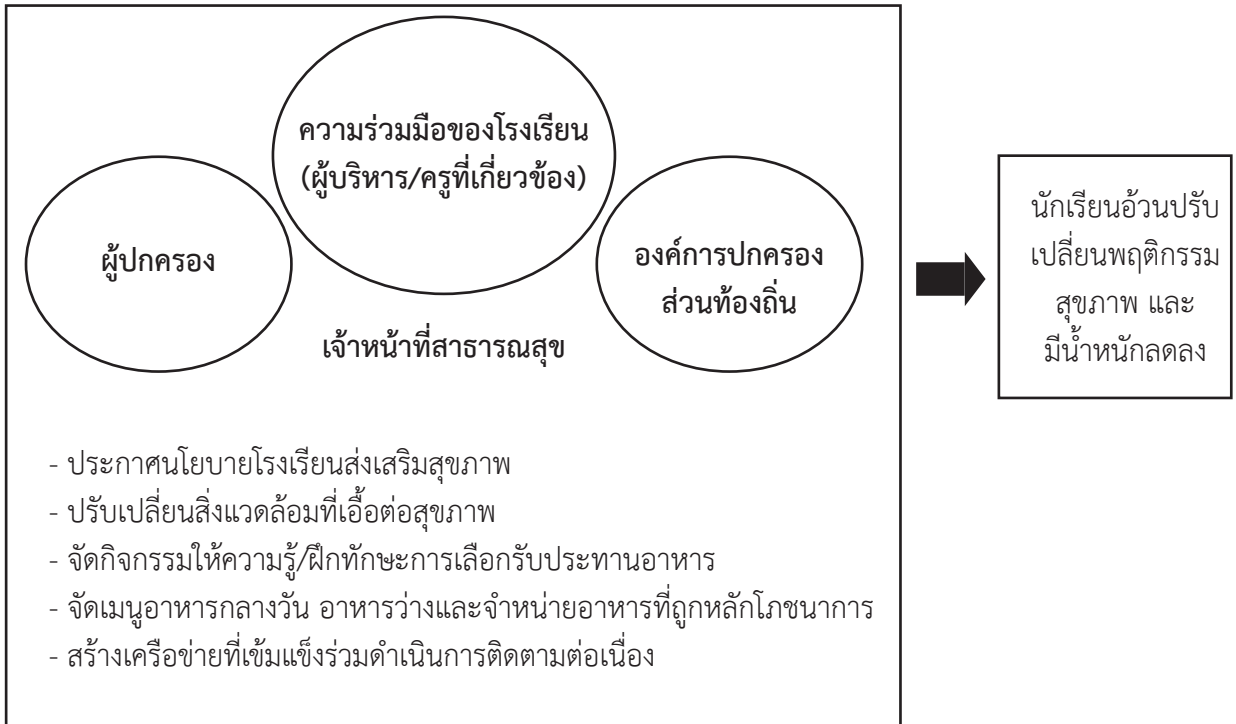 ความร่วมมือของโรงเรียน
(ผู้บริหาร/ครูที่เกี่ยวข้อง)
ผู้ปกครอง
องค์การปกครอง
ส่วนท้องถิ่น
เจ้าหน้าที่สาธารณสุข
- ประกาศนโยบายโรงเรียนส่งเสริมสุขภาพ
- ปรับเปลี่ยนสิ่งแวดล้อมที่เอื้อต่อสุขภาพ
- จัดกิจกรรมให้ความรู้/ฝึกทักษะการเลือกรับประทานอาหาร
- จัดเมนูอาหารกลางวัน อาหารว่างและจำหน่ายอาหารที่ถูกหลักโภชนาการ
- สร้างเครือข่ายที่เข้มแข็งร่วมดำเนินการติดตามต่อเนื่อง
นักเรียนอ้วนปรับ
เปลี่ยนพฤติกรรม
สุขภาพ และ
มีน้ำหนักลดลง